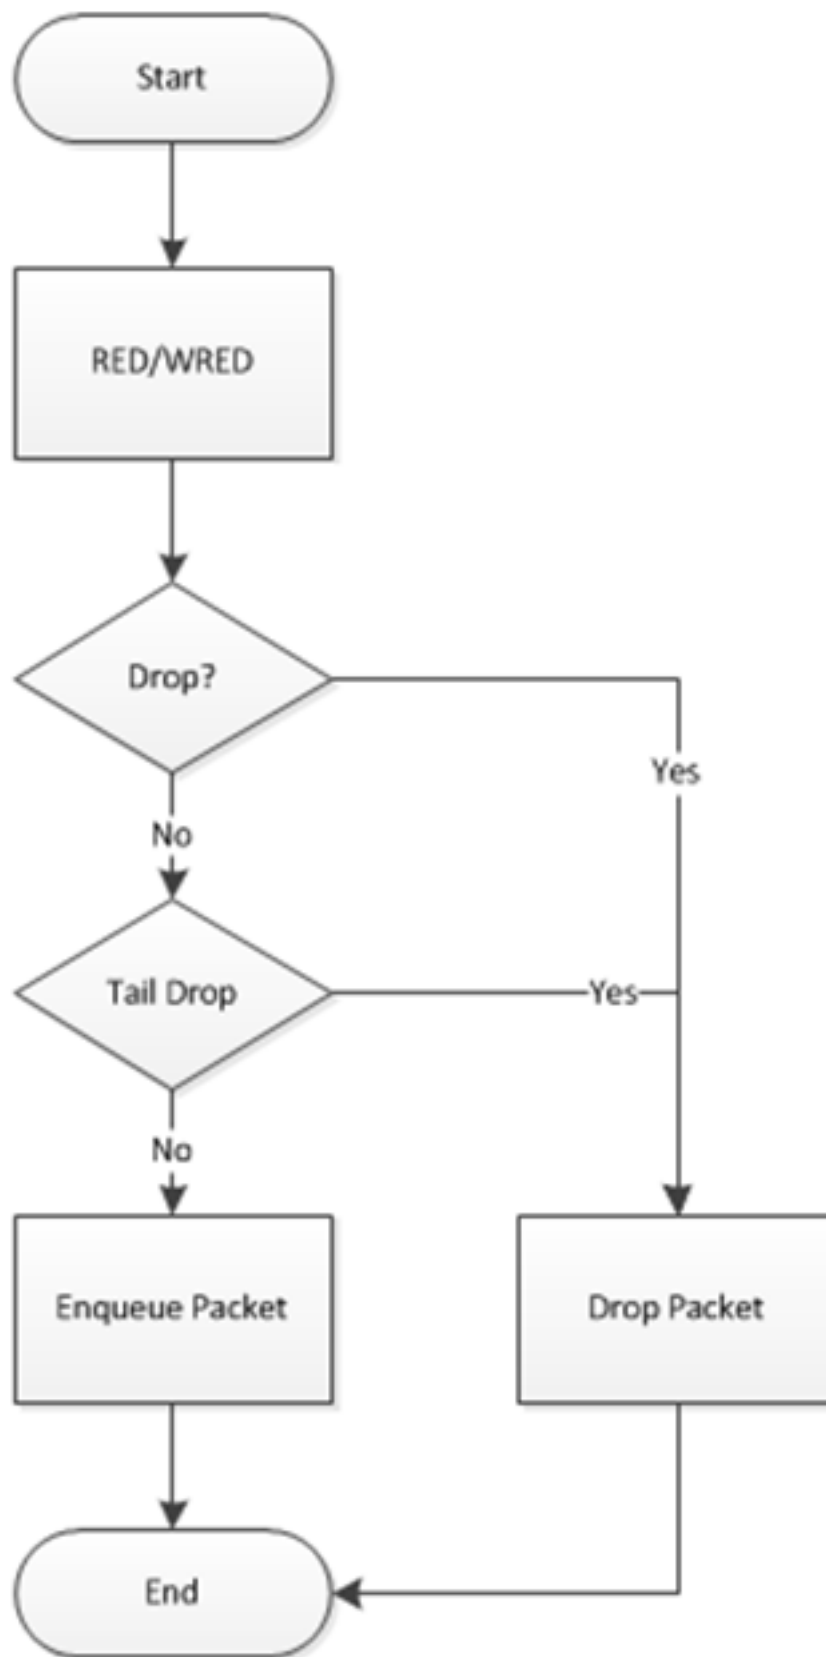 Start
RED/WRED
Drop?
Yes
No
Tail Drop
Yes
No
Enqueue Packet
Drop Packet
End